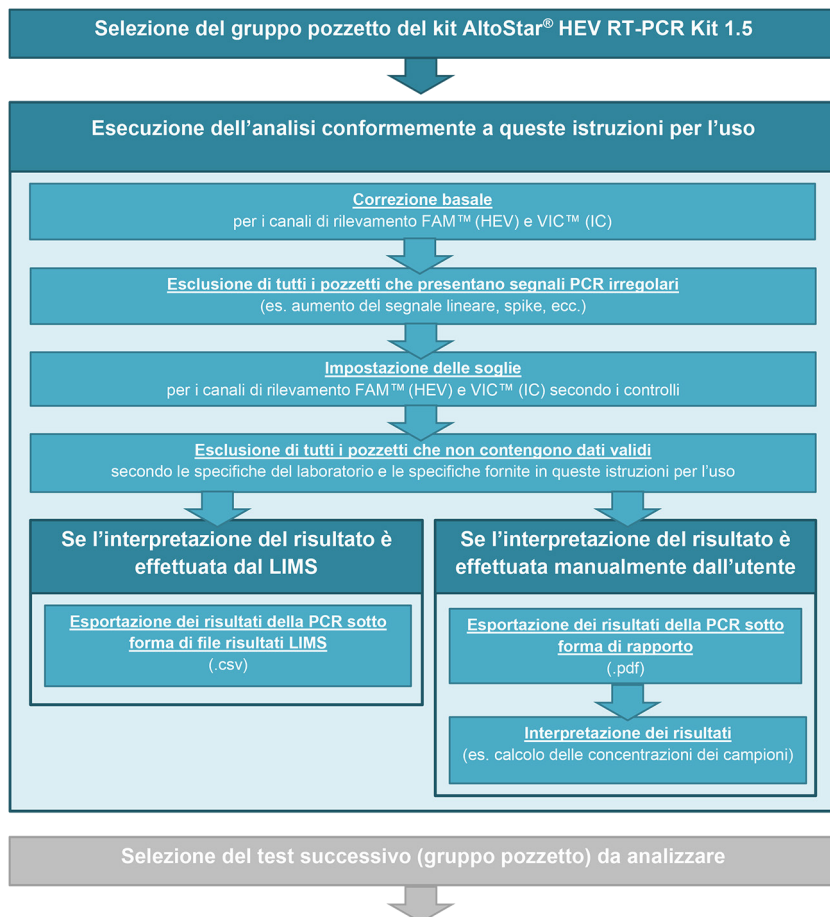 Selezione del gruppo pozzetto del kit AltoStar® HEV RT-PCR Kit 1.5
Esecuzione dell'analisi conformemente a queste istruzioni per l'uso
Correzione basale
per i canali di rilevamento FAM™ (HEV) e VIC™ (IC)
Esclusione di tutti i pozzetti che presentano segnali PCR irregolari
(es. aumento del segnale lineare, spike, ecc.)
Impostazione delle soglie
per i canali di rilevamento FAM™ (HEV) e VIC™ (IC) secondo i controlli
Esclusione di tutti i pozzetti che non contengono dati validi
secondo le specifiche del laboratorio e le specifiche fornite in queste istruzioni per l'uso
Se l'interpretazione del risultato è
effettuata dal LIMS
Esportazione dei risultati della PCR sotto
forma di file risultati LIMS
(.csv)
Se l'interpretazione del risultato è
effettuata manualmente dall'utente
Esportazione dei risultati della PCR sotto
forma di rapporto
(.pdf)
Interpretazione dei risultati
(es. calcolo delle concentrazioni dei campioni)
Selezione del test successivo (gruppo pozzetto) da analizzare